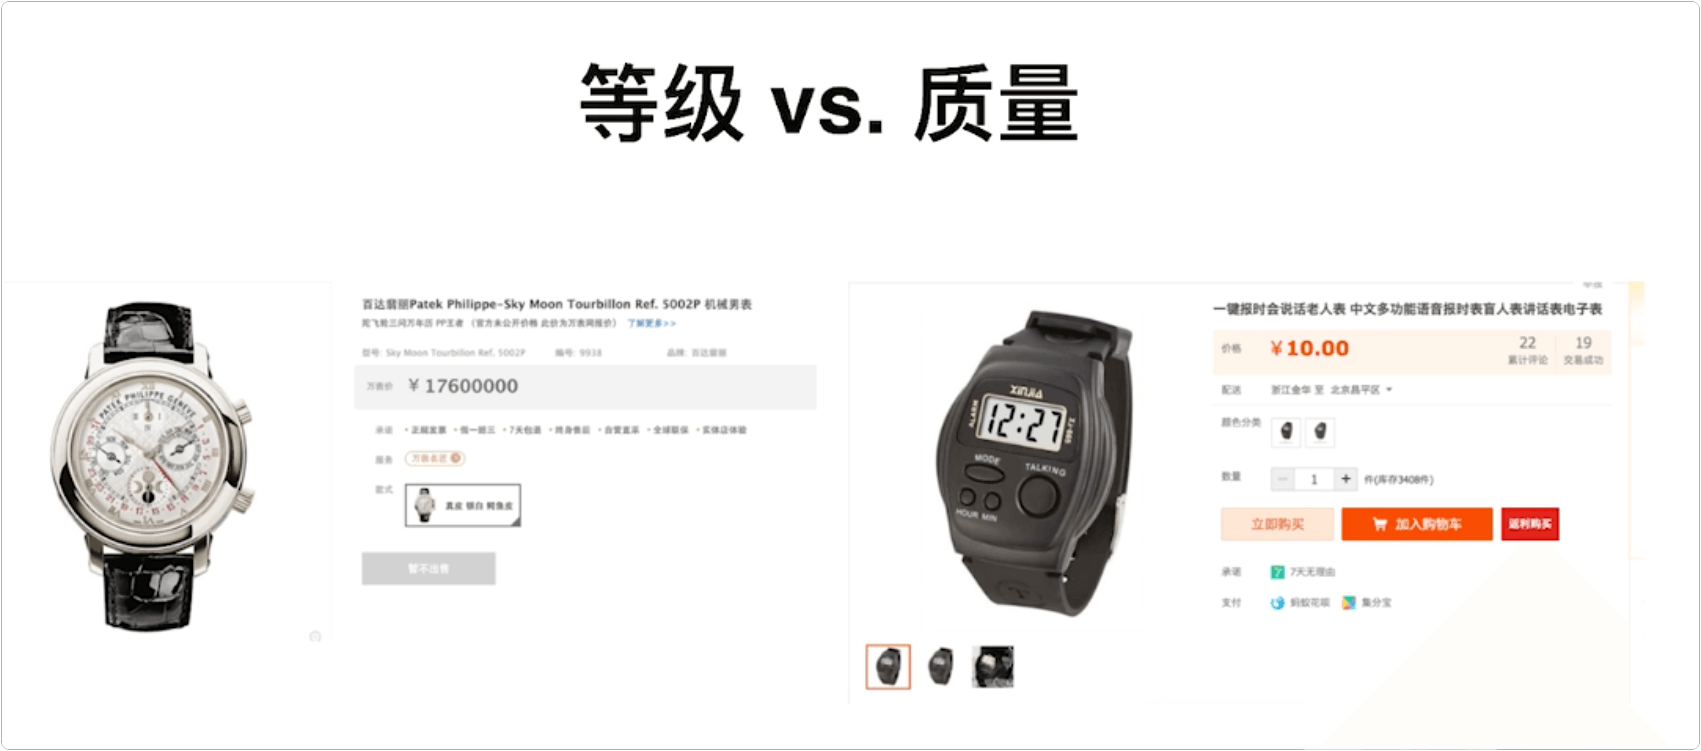 等级 vs. 质量
百达翡丽Patek Philippe-Sky Moon Tourbillon Ref. 5002P 机械男表
陀飞轮三问万年历 PP王者 （官方未公开价格 此价为万表网报价） 了解更多>>
型号: Sky Moon Tourbillon Ref. 5002P 编号: 9938 品牌: 百达翡丽
万表价 ¥ 17600000
承诺 • 正规发票 • 假一赔三 • 7天包退 • 终身售后 • 自营直采 • 全球联保 • 实体店体验
服务 万表名匠
款式 真皮 银白 鳄鱼皮
暂不出售
PATEK PHILIPPE GENEVE
一键报时会说话老人表 中文多功能语音报时表盲人表讲话表电子表
价格 ¥10.00 22 累计评论 19 交易成功
配送 浙江金华 至 北京昌平区
颜色分类
数量 1 + 件(库存3408件)
立即购买 加入购物车 返利购买
承诺 7 7天无理由
支付 蚂蚁花呗 集分宝
XINJIA
ALARM
12:27
MODE
TALKING
HOUR MIN